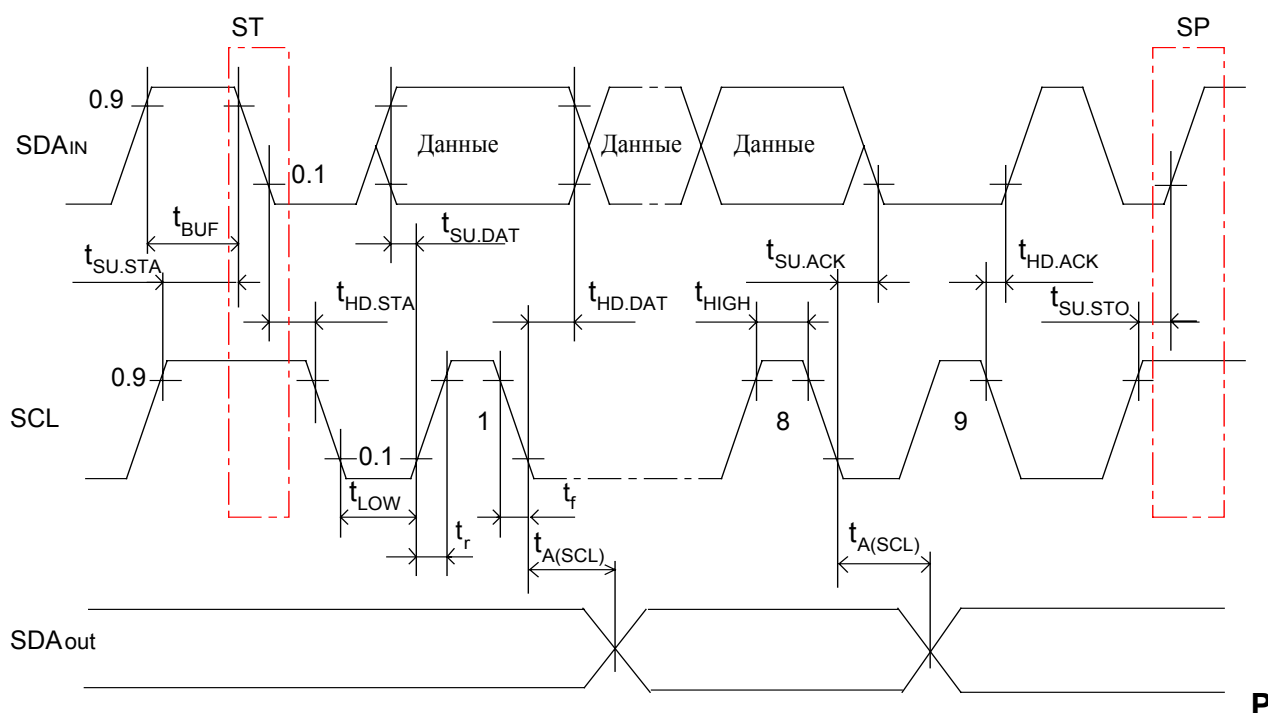 ST SP
0.9
SDAIN
Данные Данные Данные
0.1
tBUF
tSU.DAT
tSU.STA
tSU.ACK
tHD.ACK
tHD.STA
tHD.DAT
tHIGH
tSU.STO
0.9
SCL
1 8 9
0.1
tLOW
tf
tr
tA(SCL)
tA(SCL)
SDAout
P